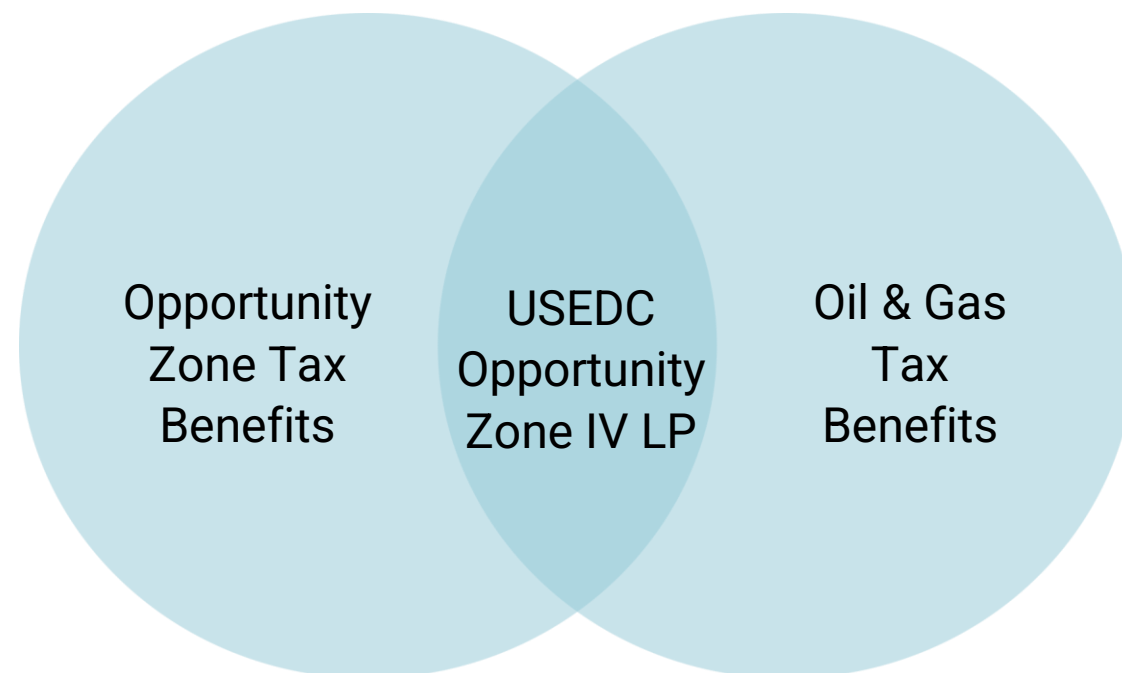 Opportunity
Zone Tax
Benefits
USEDC
Opportunity
Zone IV LP
Oil & Gas
Tax
Benefits